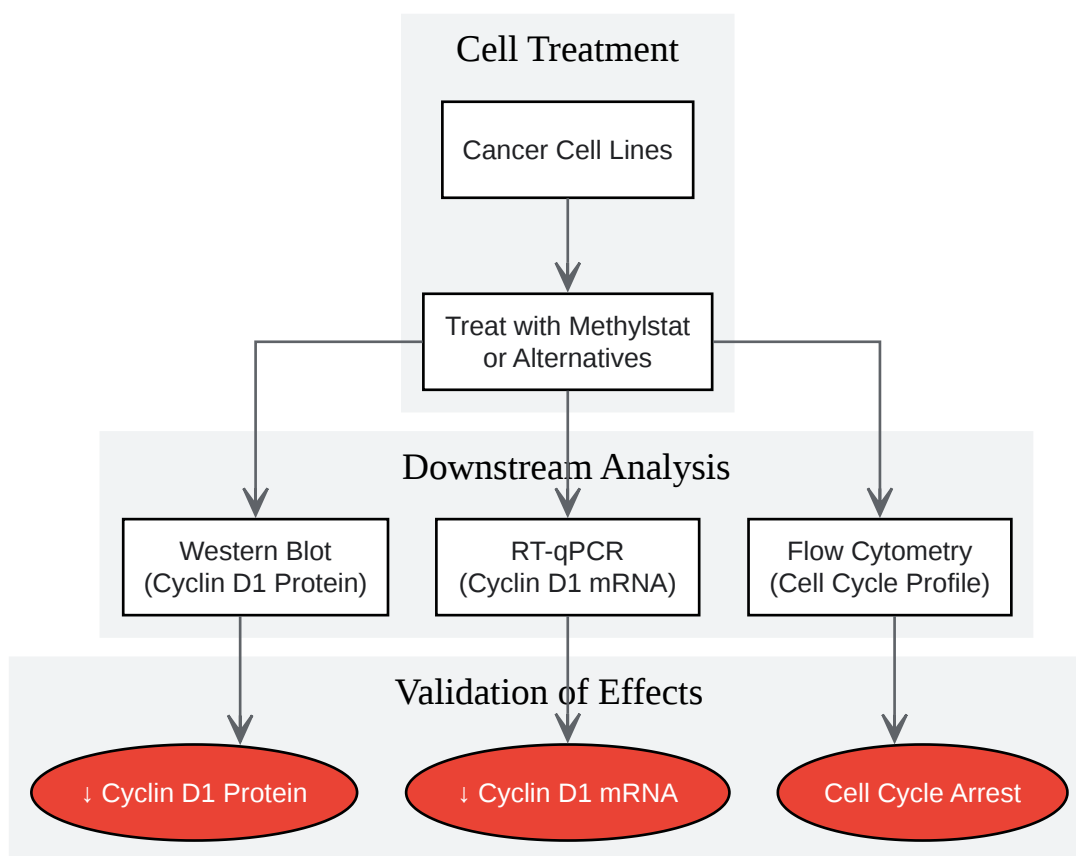 Cell Treatment
Cancer Cell Lines
Treat with Methylstat
or Alternatives
Downstream Analysis
Western Blot
(Cyclin D1 Protein)
RT-qPCR
(Cyclin D1 mRNA)
Flow Cytometry
(Cell Cycle Profile)
Validation of Effects
↓ Cyclin D1 Protein
↓ Cyclin D1 mRNA
Cell Cycle Arrest